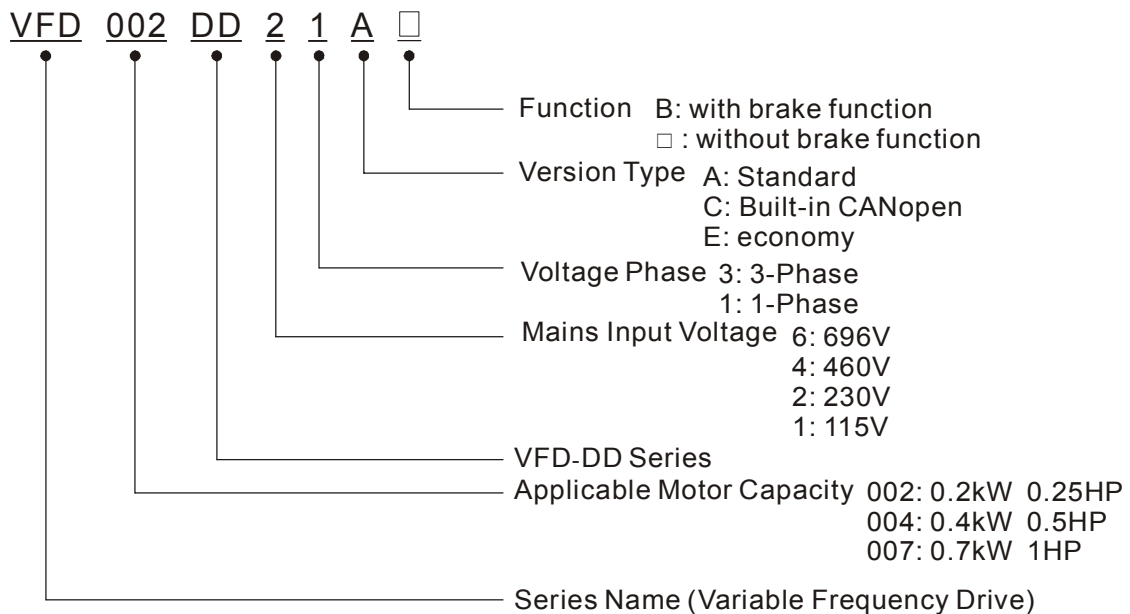 VFD 002 DD 2 1 A □
Function B: with brake function
□ : without brake function
Version Type A: Standard
C: Built-in CANopen
E: economy
Voltage Phase 3: 3-Phase
1: 1-Phase
Mains Input Voltage 6: 696V
4: 460V
2: 230V
1: 115V
VFD-DD Series
Applicable Motor Capacity 002: 0.2kW 0.25HP
004: 0.4kW 0.5HP
007: 0.7kW 1HP
Series Name (Variable Frequency Drive)